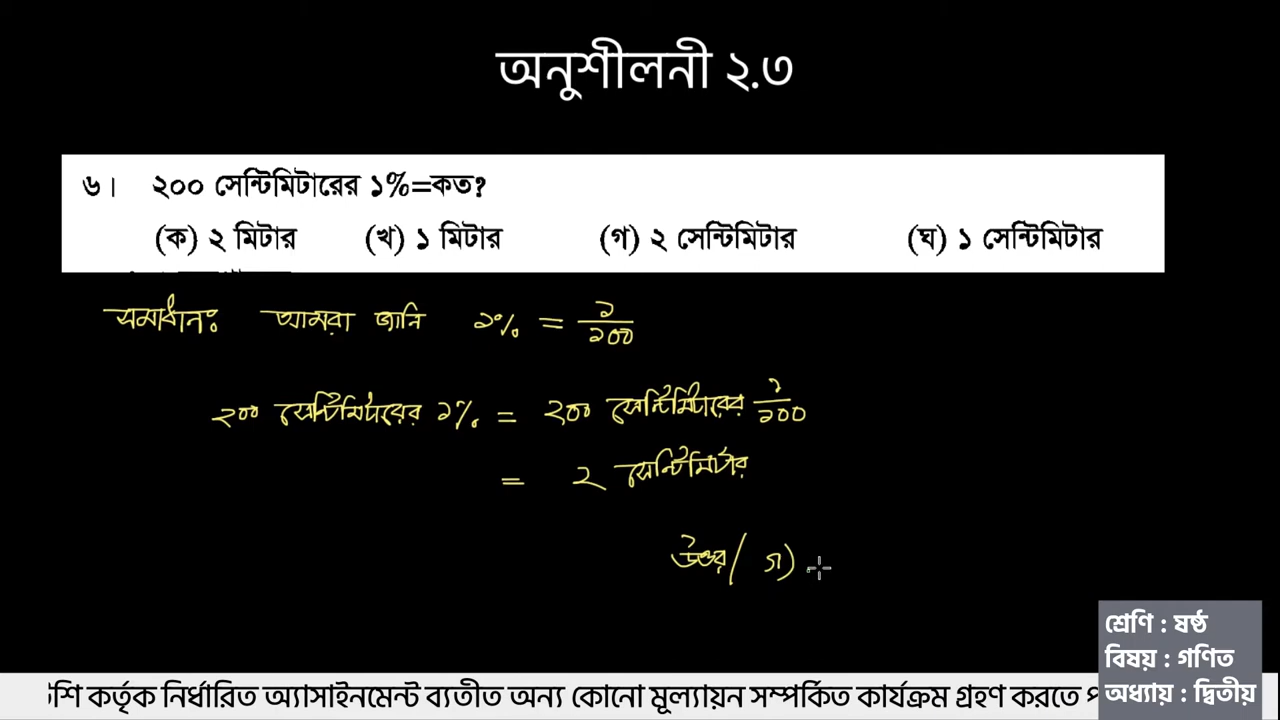 অনুশীলনী ২.৩
৬। ২০০ সেন্টিমিটারের ১%=কত?
(ক) ২ মিটার (খ) ১ মিটার (গ) ২ সেন্টিমিটার (ঘ) ১ সেন্টিমিটার
সমাধানঃ আমরা জানি ১% = ১/১০০
২০০ সেন্টিমিটারের ১% = ২০০ সেন্টিমিটারের ১/১০০
= ২ সেন্টিমিটার
উত্তর ( গ)
শ্রেণি : ষষ্ঠ
বিষয় : গণিত
অধ্যায় : দ্বিতীয়
কর্তৃক নির্ধারিত অ্যাসাইনমেন্ট ব্যতীত অন্য কোনো মূল্যায়ন সম্পর্কিত কার্যক্রম গ্রহণ করতে